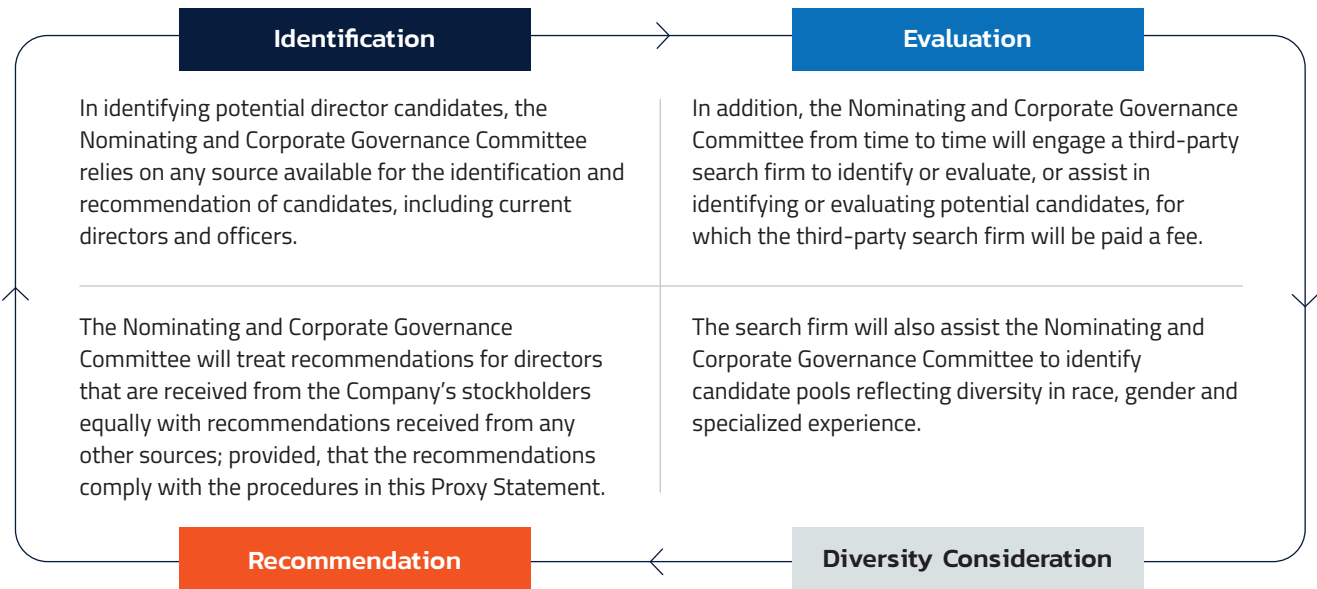 Identification
In identifying potential director candidates, the
Nominating and Corporate Governance Committee
relies on any source available for the identification and
recommendation of candidates, including current
directors and officers.
Evaluation
In addition, the Nominating and Corporate Governance
Committee from time to time will engage a third-party
search firm to identify or evaluate, or assist in
identifying or evaluating potential candidates, for
which the third-party search firm will be paid a fee.
The search firm will also assist the Nominating and
Corporate Governance Committee to identify
candidate pools reflecting diversity in race, gender and
specialized experience.
Diversity Consideration
The Nominating and Corporate Governance
Committee will treat recommendations for directors
that are received from the Company’s stockholders
equally with recommendations received from any
other sources; provided, that the recommendations
comply with the procedures in this Proxy Statement.
Recommendation